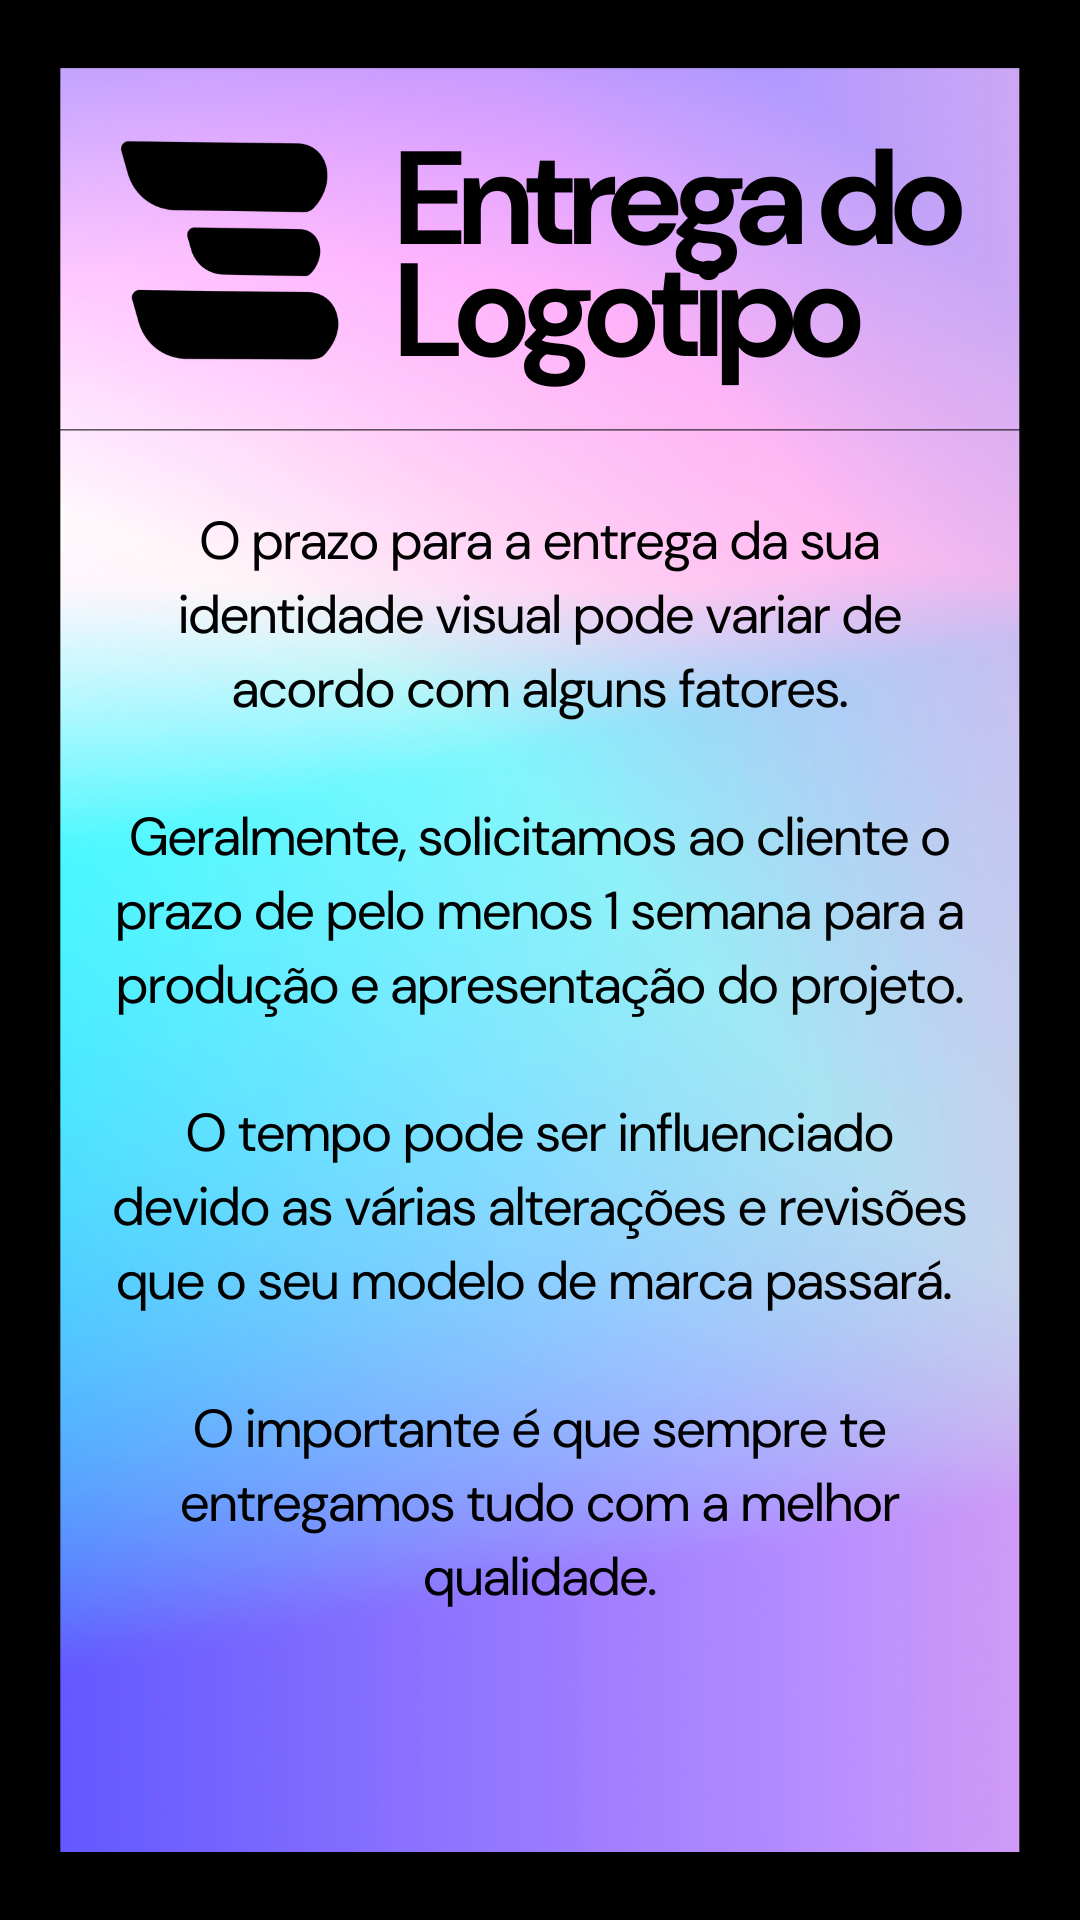 Entrega do
Logotipo
O prazo para a entrega da sua
identidade visual pode variar de
acordo com alguns fatores.
Geralmente, solicitamos ao cliente o
prazo de pelo menos 1 semana para a
produção e apresentação do projeto.
O tempo pode ser influenciado
devido as várias alterações e revisões
que o seu modelo de marca passará.
O importante é que sempre te
entregamos tudo com a melhor
qualidade.